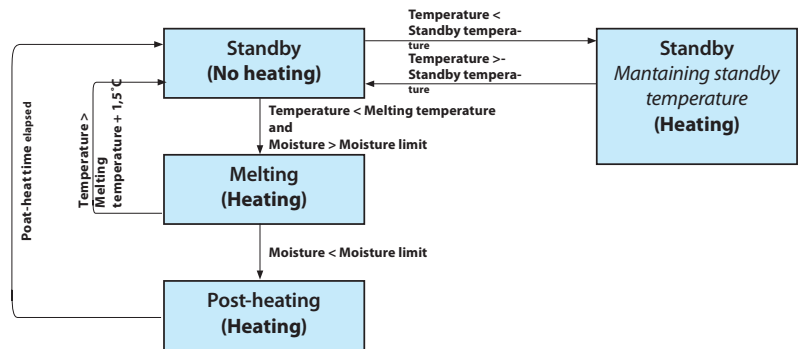 Standby
(No heating)
Temperature <
Standby tempera-
ture
Temperature >-
Standby tempera-
ture
Standby
Mantaining standby
temperature
(Heating)
Temperature < Melting temperature
and
Moisture > Moisture limit
Melting
(Heating)
Moisture < Moisture limit
Post-heating
(Heating)
Temperature >
Melting
temperature + 1,5°C
Poat-heat time elapsed